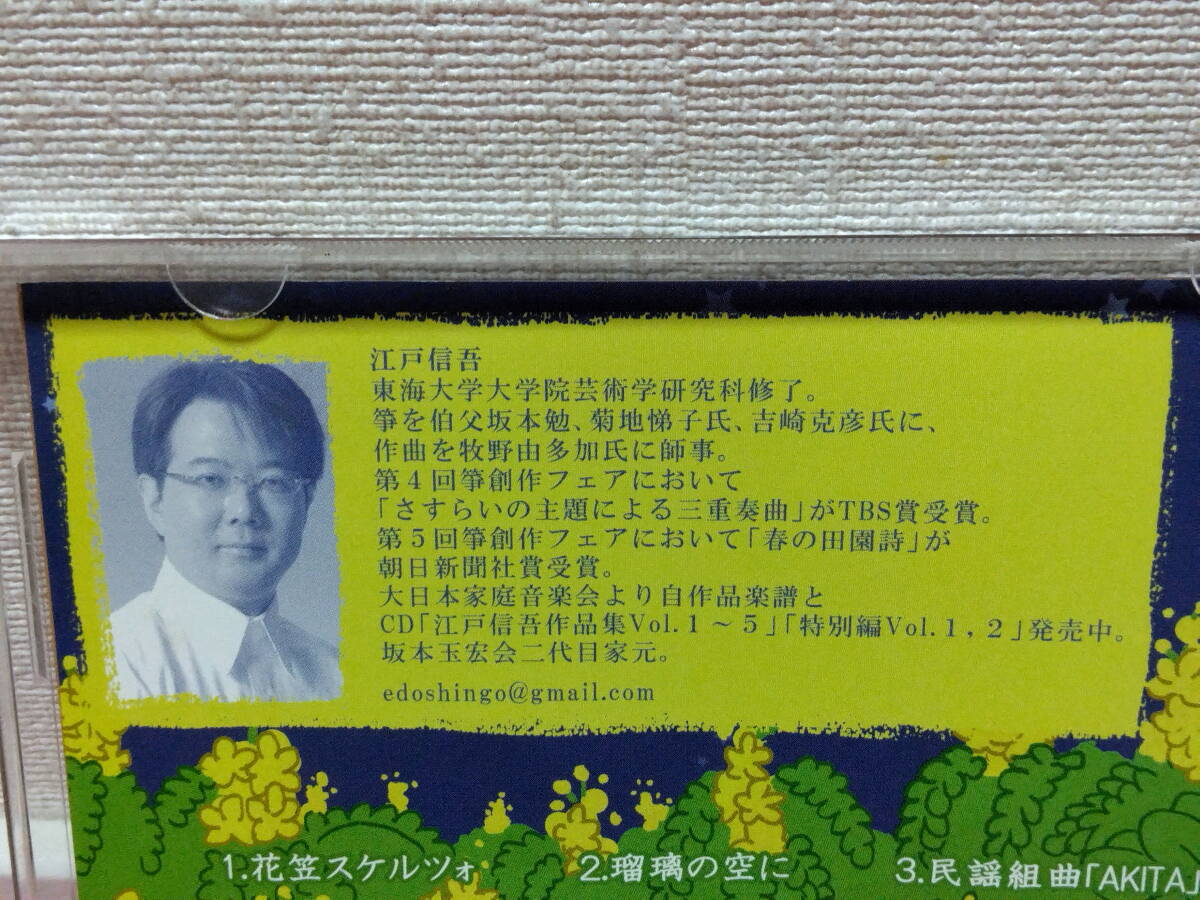 江戸信吾
東海大学大学院芸術学研究科修了。
箏を伯父坂本勉、菊地悌子氏、吉崎克彦氏に、
作曲を牧野由多加氏に師事。
第4回箏創作フェアにおいて
「さすらいの主題による三重奏曲」がTBS賞受賞。
第5回箏創作フェアにおいて「春の田園詩」が
朝日新聞社賞受賞。
大日本家庭音楽会より自作品楽譜と
CD「江戸信吾作品集Vol.1～5」「特別編Vol.1,2」発売中。
坂本玉宏会二代目家元。
edoshingo@gmail.com
1.花笠スケルツォ 2.瑠璃の空に 3.民謡組曲「AKITA」